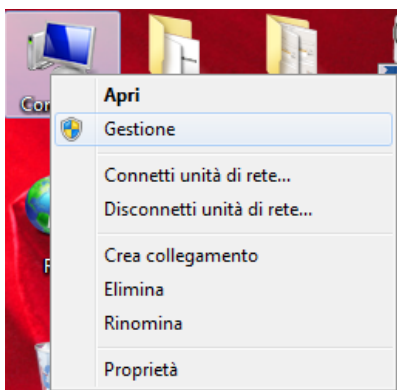 Apri
Gestione
Connetti unità di rete...
Disconnetti unità di rete...
Crea collegamento
Elimina
Rinomina
Proprietà